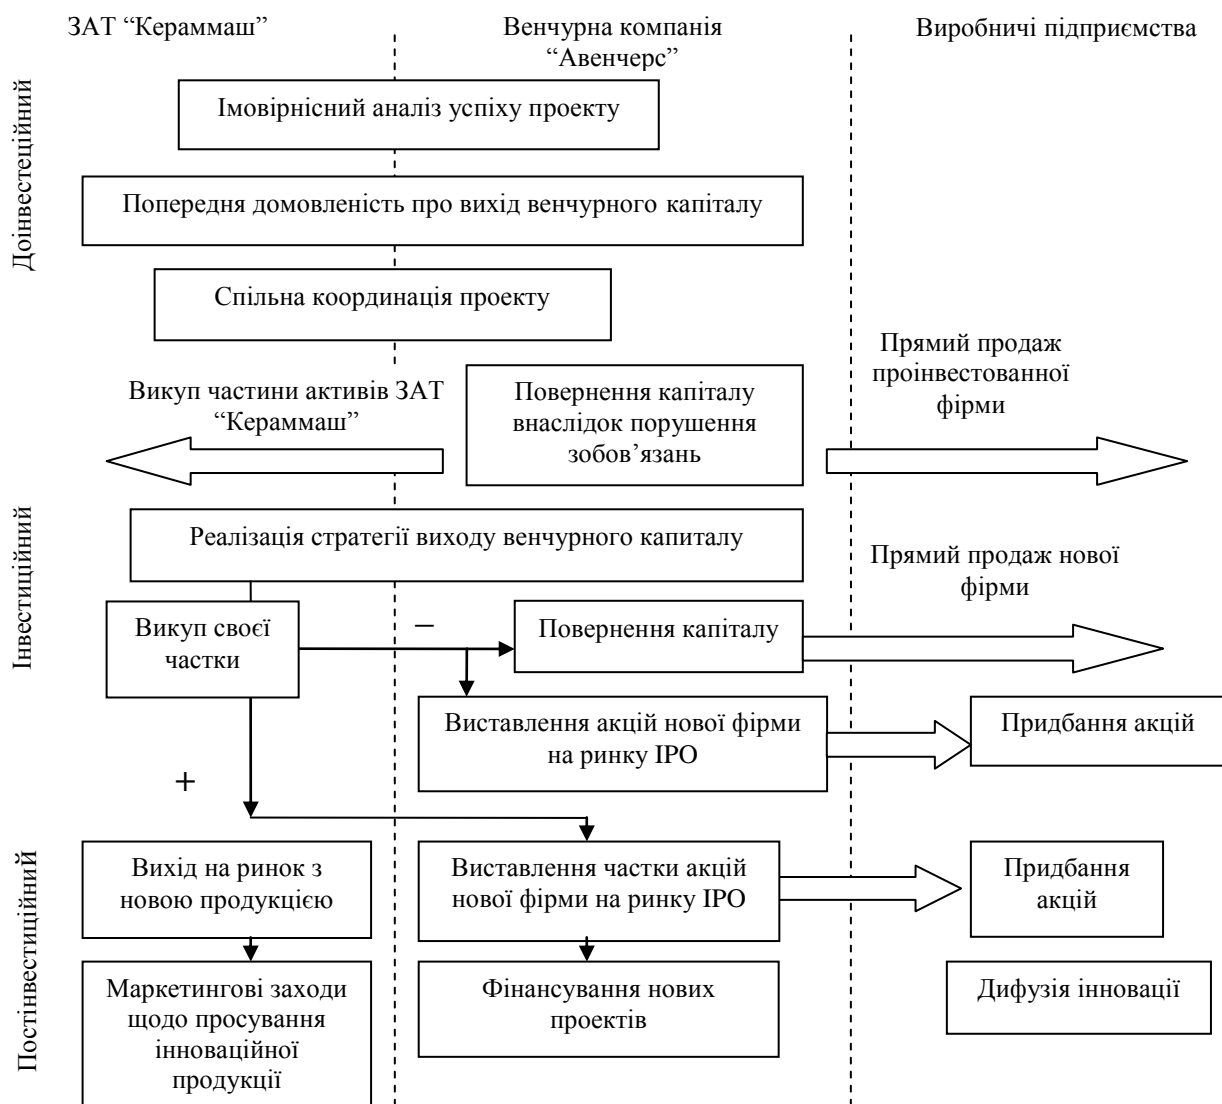 ЗАТ “Кераммаш”
Венчурна компанія
“Авенчерс”
Виробничі підприємства
Доінвестеційний
Імовірнісний аналіз успіху проекту
Попередня домовленість про вихід венчурного капіталу
Спільна координація проекту
Викуп частини активів ЗАТ
“Кераммаш”
Повернення капіталу
внаслідок порушення
зобов’язань
Прямий продаж
проінвестованної
фірми
Інвестиційний
Реалізація стратегії виходу венчурного капиталу
Прямий продаж нової
фірми
Викуп своєї
частки
–
Повернення капіталу
Виставлення акцій нової фірми
на ринку IPO
Придбання акцій
+
Постінвестиційний
Вихід на ринок з
новою продукцією
Виставлення частки акцій
нової фірми на ринку IPO
Придбання
акцій
Маркетингові заходи
щодо просування
інноваційної
продукції
Фінансування нових
проектів
Дифузія інновації